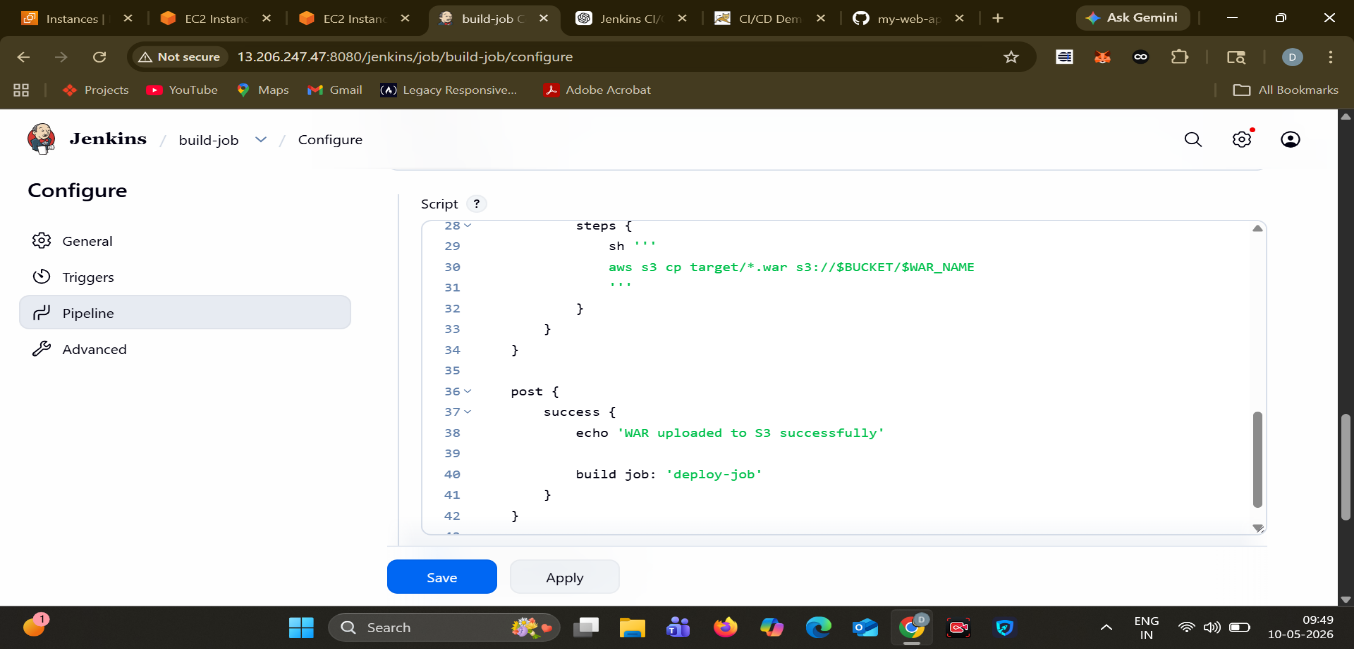 Instances |
EC2 Instanc
EC2 Instanc
build-job C
Jenkins CI/
CI/CD Dem
my-web-ap
Ask Gemini
Not secure
13.206.247.47:8080/jenkins/job/build-job/configure
D
Projects
YouTube
Maps
Gmail
Legacy Responsive...
Adobe Acrobat
All Bookmarks
Jenkins / build-job / Configure
Configure
General
Triggers
Pipeline
Advanced
Script ?
28 steps {
29 sh '''
30 aws s3 cp target/*.war s3://$BUCKET/$WAR_NAME
31 '''
32 }
33 }
34 }
35
36 post {
37 success {
38 echo 'WAR uploaded to S3 successfully'
39
40 build job: 'deploy-job'
41 }
42 }
Save
Apply
1
Search
D
ENG
IN
09:49
10-05-2026